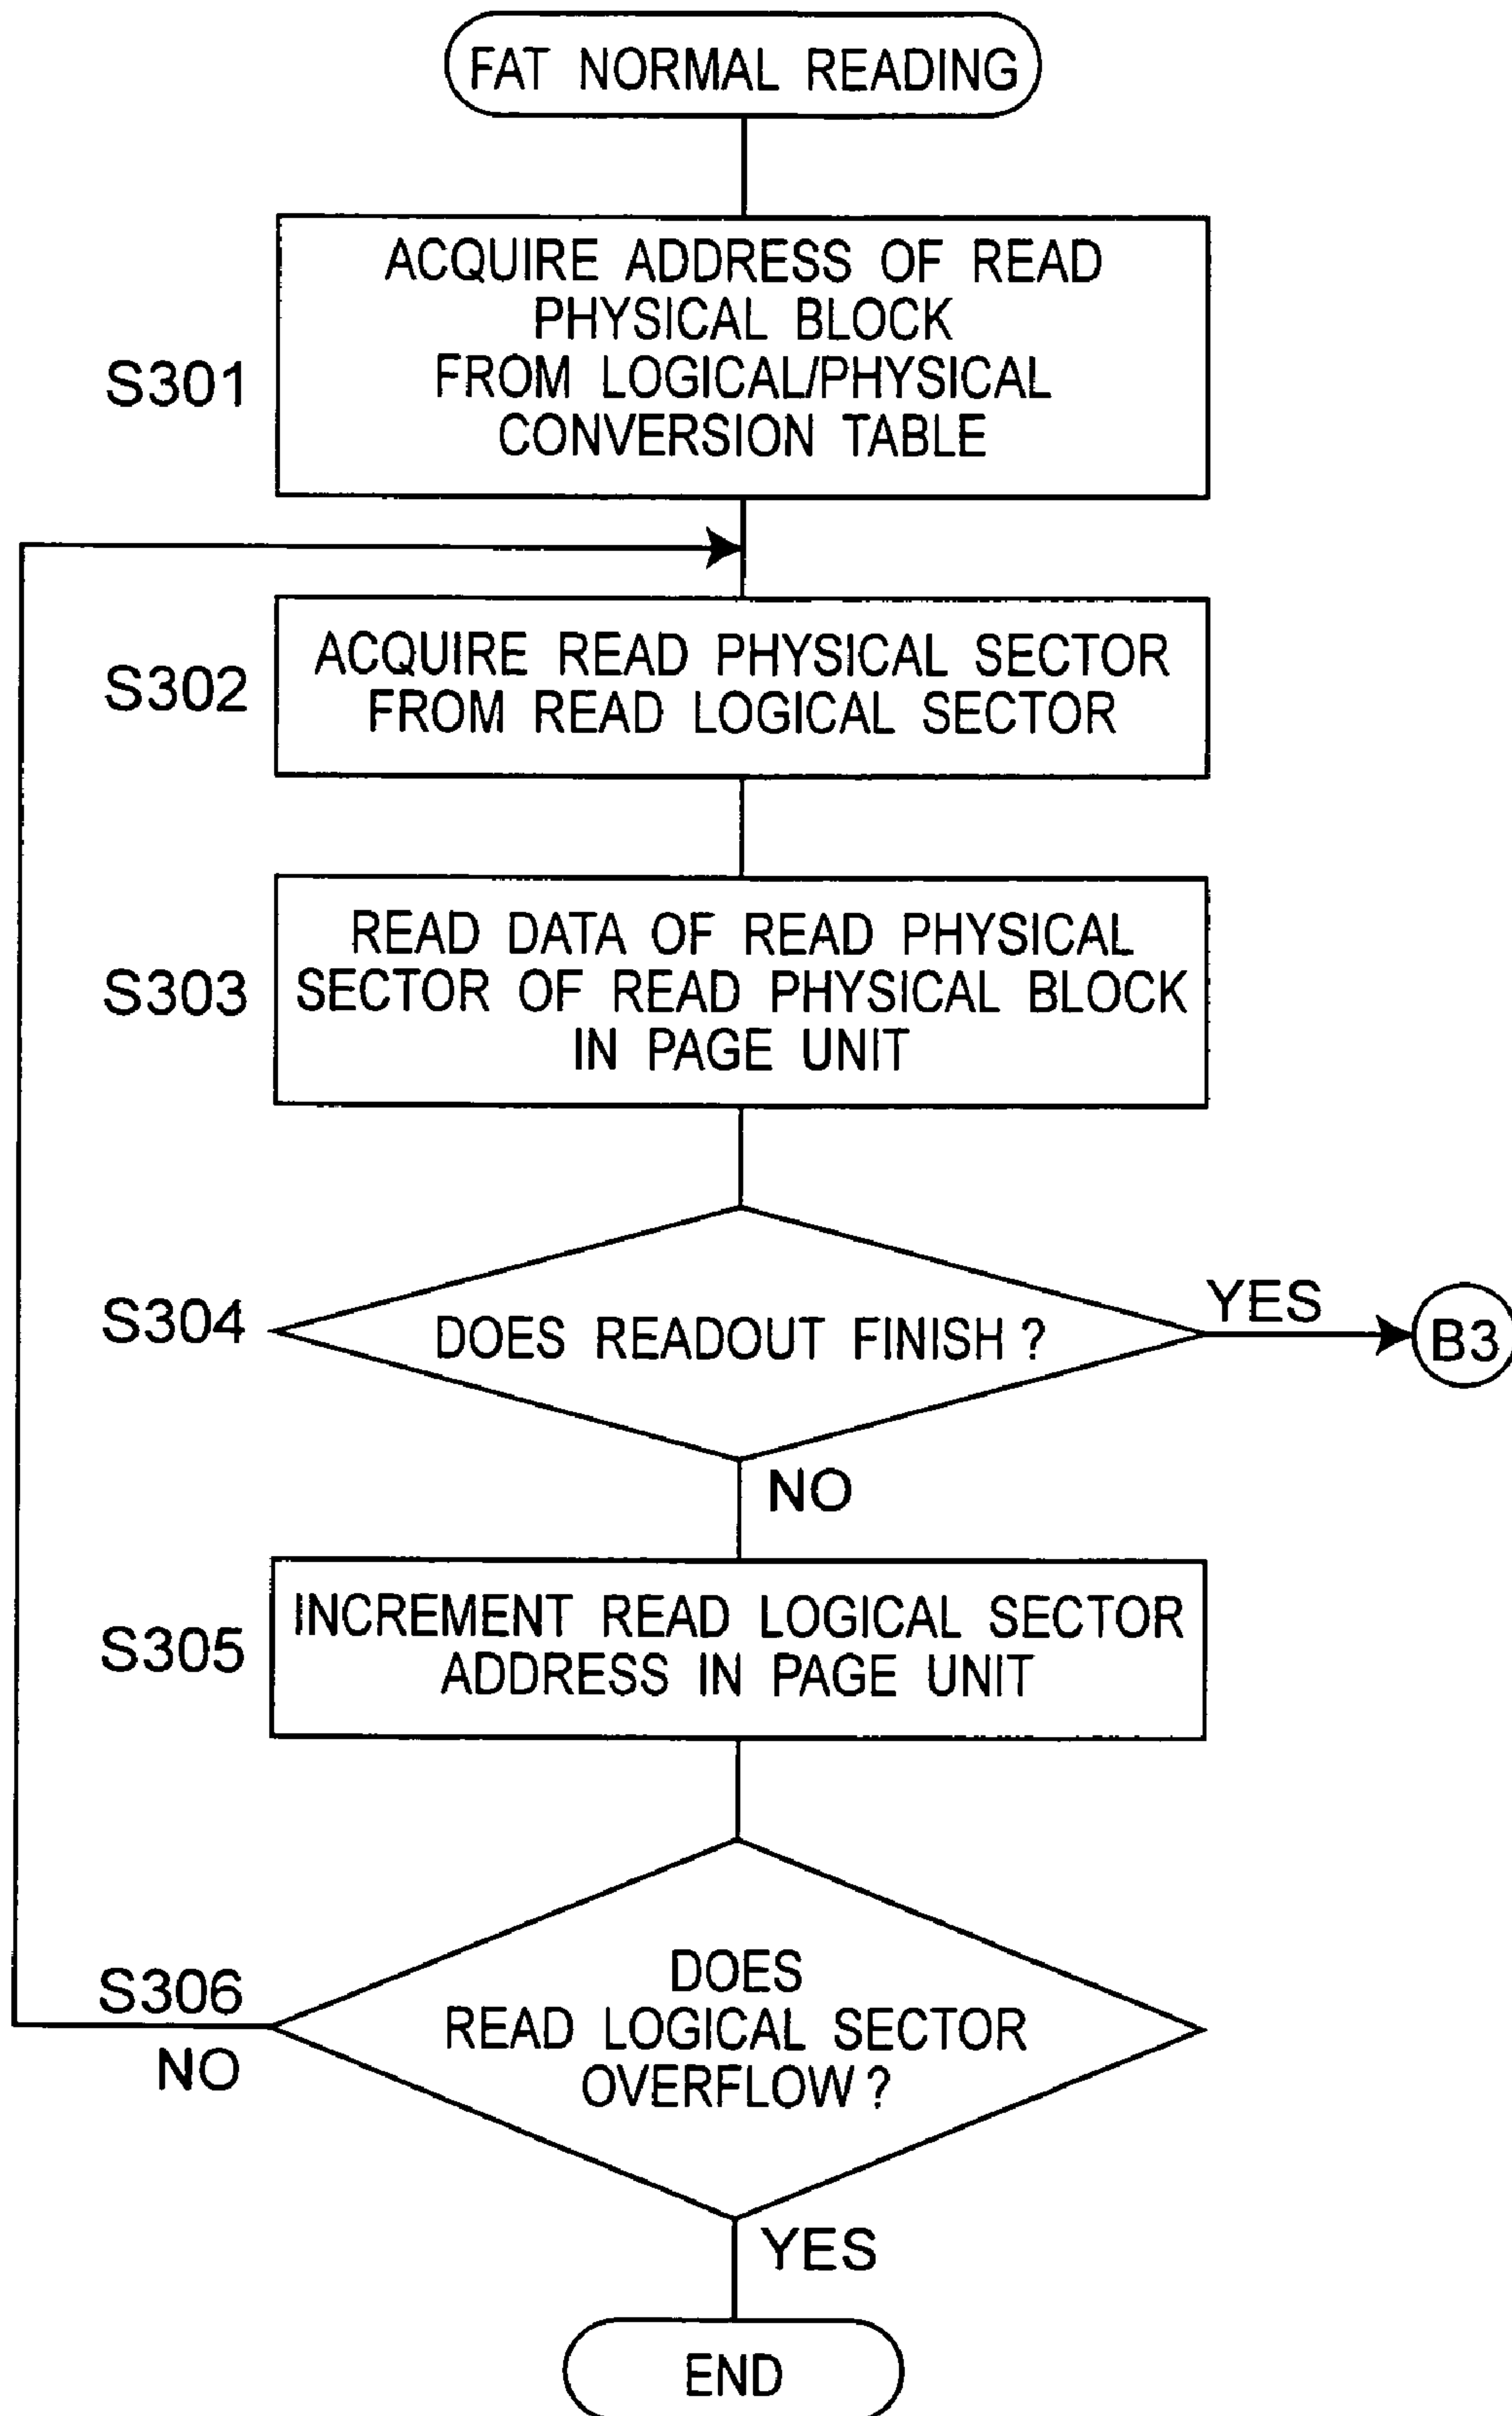 FAT NORMAL READING
ACQUIRE ADDRESS OF READ
PHYSICAL BLOCK
FROM LOGICAL/PHYSICAL
CONVERSION TABLE
S301
ACQUIRE READ PHYSICAL SECTOR
FROM READ LOGICAL SECTOR
S302
READ DATA OF READ PHYSICAL
SECTOR OF READ PHYSICAL BLOCK
IN PAGE UNIT
S303
S304
DOES READOUT FINISH ?
YES
B3
NO
INCREMENT READ LOGICAL SECTOR
ADDRESS IN PAGE UNIT
S305
S306
DOES
READ LOGICAL SECTOR
OVERFLOW ?
NO
YES
END